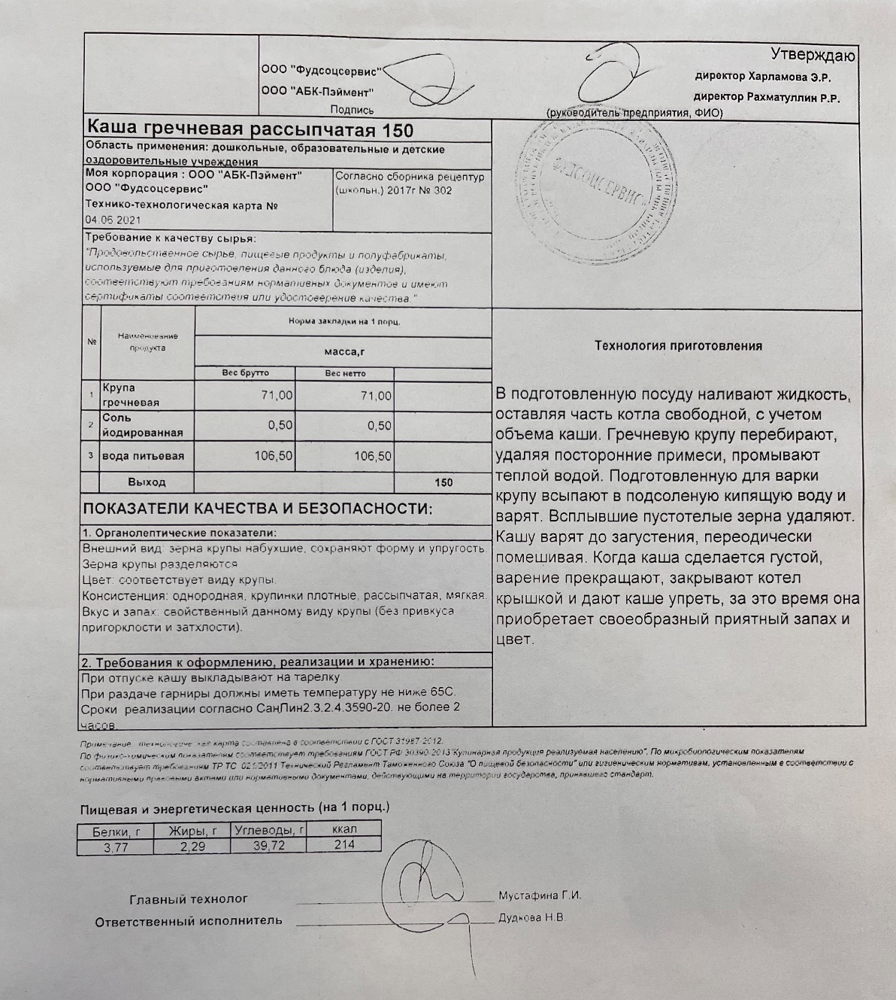 Утверждаю
ООО "Фудсоцсервис"
директор Харламова Э.Р.
ООО "АБК-Пэймент"
директор Рахматуллин Р.Р.
Подпись
(руководитель предприятия, ФИО)
Каша гречневая рассыпчатая 150
Область применения: дошкольные, образовательные и детские
оздоровительные учреждения
Моя корпорация : ООО "АБК-Пэймент"
ООО "Фудсоцсервис"
Технико-технологическая карта №
04.06 2021
Согласно сборника рецептур
(школьн.) 2017г № 302
ФУДСОЦСЕРВИС
Требование к качеству сырья:
"Продовольственное сырье, пищевые продукты и полуфабрикаты,
используемые для приготовления данного блюда (изделия),
соответствуют требованиям нормативных документов и имеют
сертификаты соответствия или удостоверение качества."
№
Наименование
продукта
Норма закладки на 1 порц.
масса,г
Вес брутто
Вес нетто
1 Крупа гречневая 71,00 71,00
2 Соль йодированная 0,50 0,50
3 вода питьевая 106,50 106,50
Выход 150
ПОКАЗАТЕЛИ КАЧЕСТВА И БЕЗОПАСНОСТИ:
1. Органолептические показатели:
Внешний вид: зерна крупы набухшие, сохраняют форму и упругость.
Зерна крупы разделяются
Цвет: соответствует виду крупы.
Консистенция: однородная, крупинки плотные, рассыпчатая, мягкая.
Вкус и запах: свойственный данному виду крупы (без привкуса
пригорклости и затхлости).
2. Требования к оформлению, реализации и хранению:
При отпуске кашу выкладывают на тарелку
При раздаче гарниры должны иметь температуру не ниже 65С.
Сроки реализации согласно СанПин2.3.2.4.3590-20. не более 2
часов.
Технология приготовления
В подготовленную посуду наливают жидкость,
оставляя часть котла свободной, с учетом
объема каши. Гречневую крупу перебирают,
удаляя посторонние примеси, промывают
теплой водой. Подготовленную для варки
крупу всыпают в подсоленую кипящую воду и
варят. Всплывшие пустотелые зерна удаляют.
Кашу варят до загустения, переодически
помешивая. Когда каша сделается густой,
варение прекращают, закрывают котел
крышкой и дают каше упреть, за это время она
приобретает своеобразный приятный запах и
цвет.
Примечание: технологическая карта составлена в соответствии с ГОСТ 31987 2012.
По физико-химическим показателям соответствует требованиям ГОСТ РФ 30390-2013 "Кулинарная продукция реализуемая населению". По микробиологическим показателям
соответствует требованиям ТР ТС 021/2011 Технический Регламент Таможенного Союза "О пищевой безопасности" или гигиеническим нормативам, установленным в соответствии с
нормативными правовыми актами или нормативными документами, действующими на территории государства, принявшего стандарт.
Пищевая и энергетическая ценность (на 1 порц.)
Белки, г Жиры, г Углеводы, г ккал
3,77 2,29 39,72 214
Главный технолог Мустафина Г.И.
Ответственный исполнитель Дудкова Н.В.